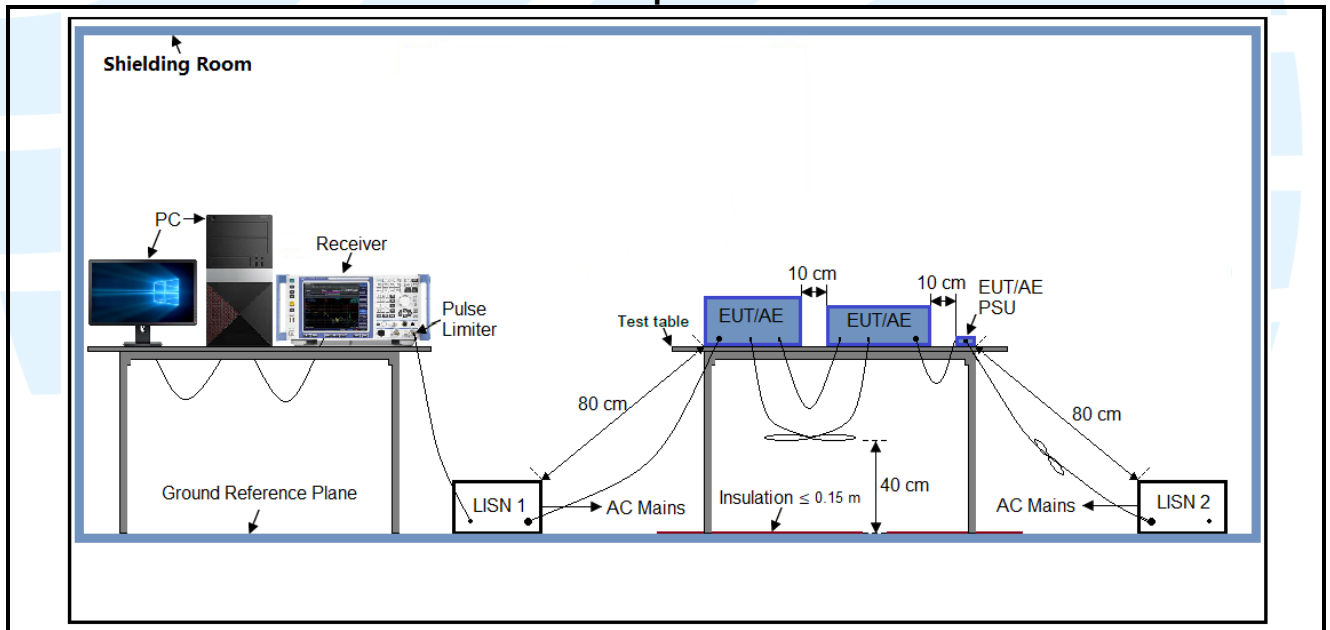 Shielding Room
PC
Receiver
Pulse
Limiter
Test table
EUT/AE
10 cm
EUT/AE
10 cm
EUT/AE
PSU
80 cm
80 cm
40 cm
Ground Reference Plane
LISN 1
AC Mains
Insulation ≤ 0.15 m
AC Mains
LISN 2